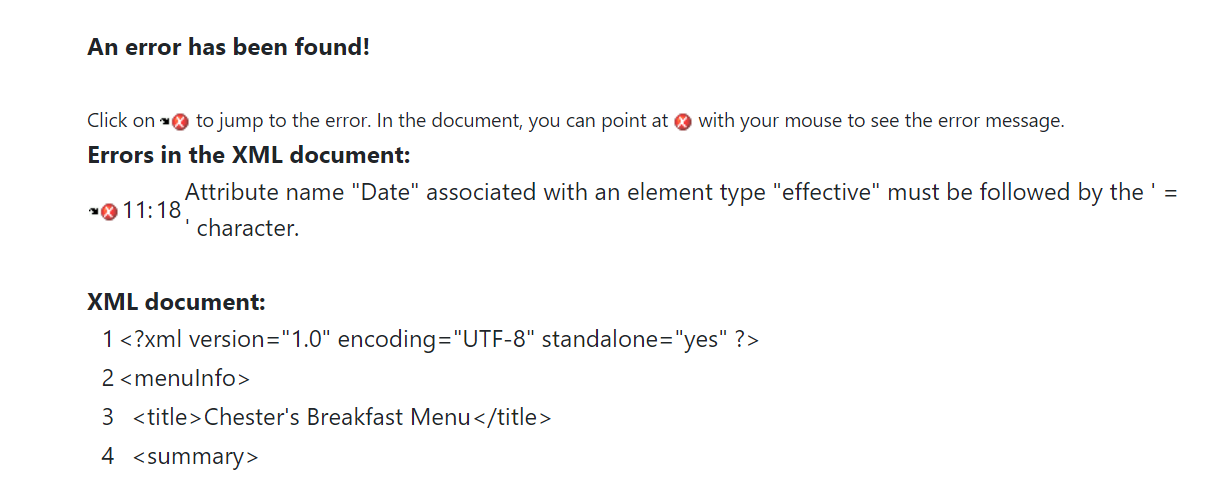 An error has been found!
Click on to jump to the error. In the document, you can point at with your mouse to see the error message.
Errors in the XML document:
11:18 Attribute name "Date" associated with an element type "effective" must be followed by the ' =
' character.
XML document:
1 <?xml version="1.0" encoding="UTF-8" standalone="yes" ?>
2 <menuInfo>
3 <title>Chester's Breakfast Menu</title>
4 <summary>